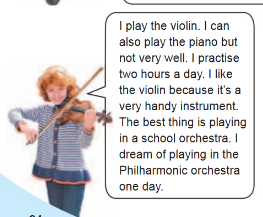 I play the violin. I can
also play the piano but
not very well. I practise
two hours a day. I like
the violin because it's a
very handy instrument.
The best thing is playing
in a school orchestra. I
dream of playing in the
Philharmonic orchestra
one day.